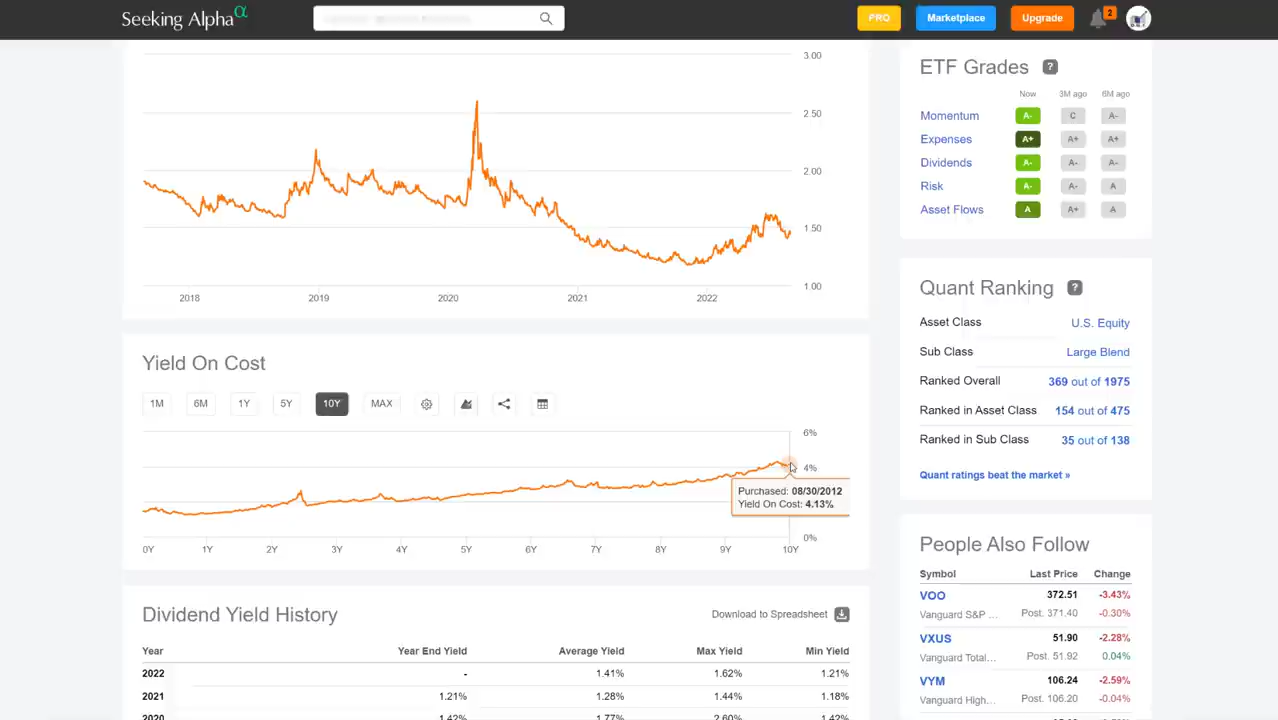 Seeking Alpha α
PRO
Marketplace
Upgrade
2
3.00
2.50
2.00
1.50
1.00
2018 2019 2020 2021 2022
Yield On Cost
1M 6M 1Y 5Y 10Y MAX
6%
4%
Purchased: 08/30/2012
Yield On Cost: 4.13%
0%
0Y 1Y 2Y 3Y 4Y 5Y 6Y 7Y 8Y 9Y 10Y
Dividend Yield History
Download to Spreadsheet
Year Year End Yield Average Yield Max Yield Min Yield
2022 - 1.41% 1.62% 1.21%
2021 1.21% 1.28% 1.44% 1.18%
2020 1.42% 1.77% 2.60% 1.42%
ETF Grades ?
Now 3M ago 6M ago
Momentum A- C A-
Expenses A+ A+ A+
Dividends A- A- A-
Risk A- A- A
Asset Flows A A+ A
Quant Ranking ?
Asset Class U.S. Equity
Sub Class Large Blend
Ranked Overall 369 out of 1975
Ranked in Asset Class 154 out of 475
Ranked in Sub Class 35 out of 138
Quant ratings beat the market »
People Also Follow
Symbol Last Price Change
VOO 372.51 -3.43%
Vanguard S&P ... Post. 371.40 -0.30%
VXUS 51.90 -2.28%
Vanguard Total... Post. 51.92 0.04%
VYM 106.24 -2.59%
Vanguard High... Post. 106.20 -0.04%